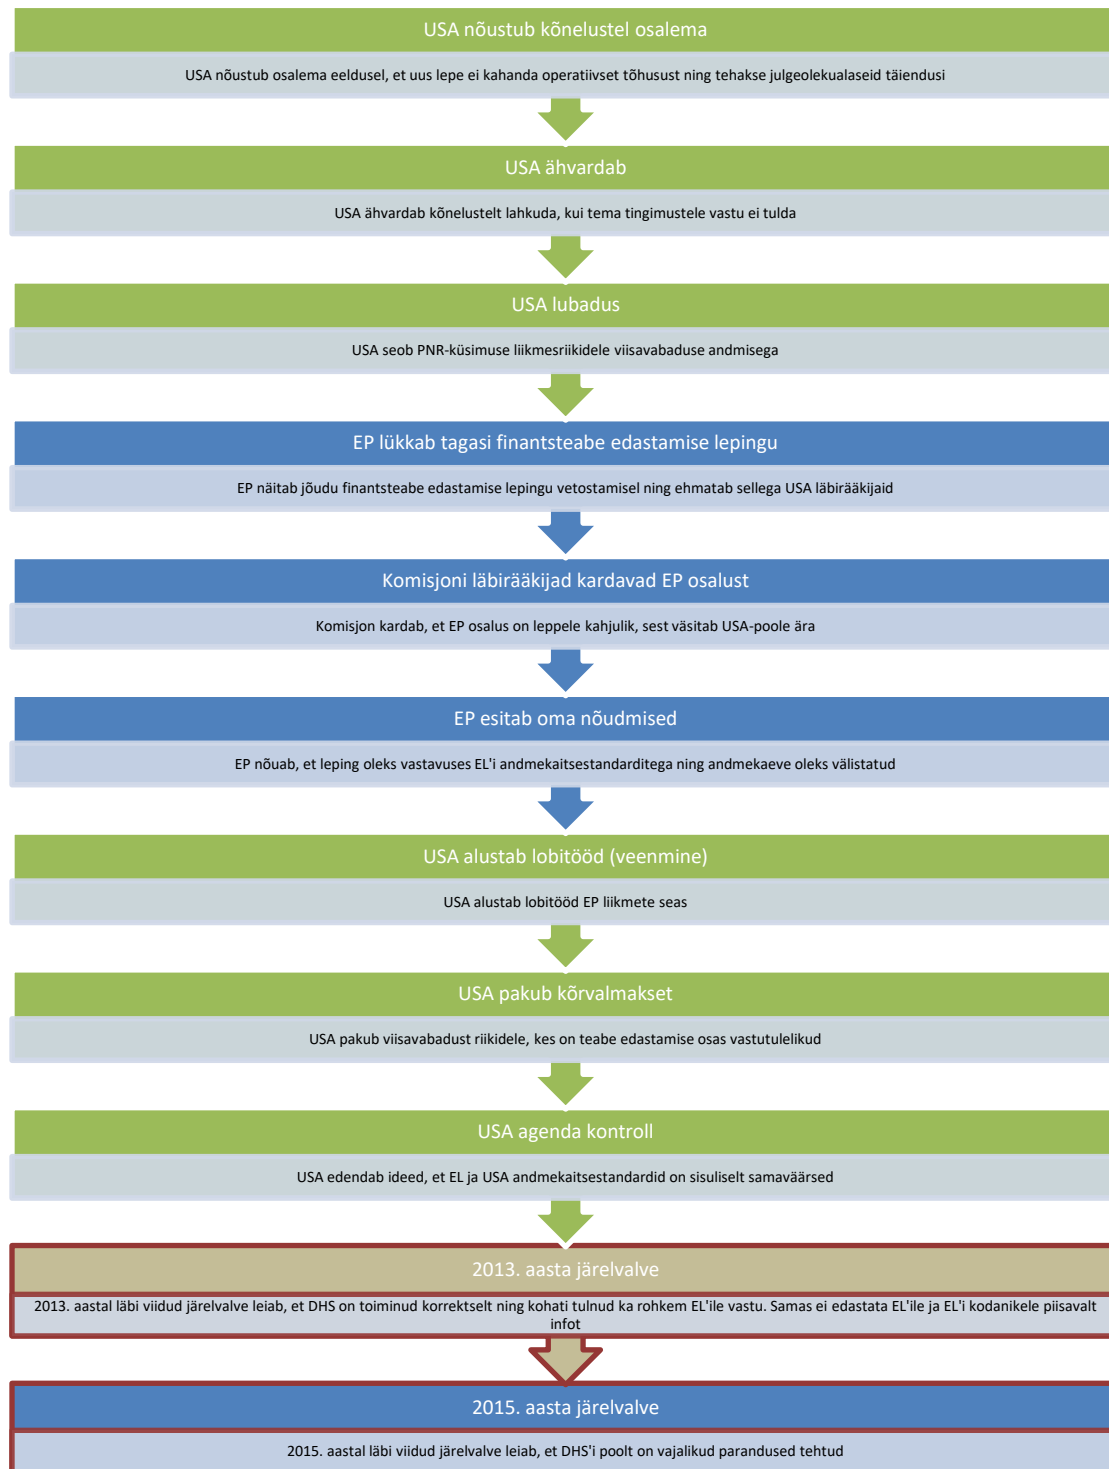 USA nõustub kõnelustel osalema
USA nõustub osalema eeldusel, et uus lepe ei kahanda operatiivset tõhusust ning tehakse julgeolekualaseid täiendusi
USA ähvardab
USA ähvardab kõnelustelt lahkuda, kui tema tingimustele vastu ei tulda
USA lubadus
USA seob PNR-küsimuse liikmesriikidele viisavabaduse andmisega
EP lükkab tagasi finantsteabe edastamise lepingu
EP näitab jõudu finantsteabe edastamise lepingu vetostamisel ning ehmatab sellega USA läbirääkijaid
Komisjoni läbirääkijad kardavad EP osalust
Komisjon kardab, et EP osalus on leppele kahjulik, sest väsitab USA-poole ära
EP esitab oma nõudmised
EP nõuab, et leping oleks vastavuses EL'i andmekaitsestandarditega ning andmekaeve oleks välistatud
USA alustab lobitööd (veenmine)
USA alustab lobitööd EP liikmete seas
USA pakub kõrvalmakset
USA pakub viisavabadust riikidele, kes on teabe edastamise osas vastutulelikud
USA agenda kontroll
USA edendab ideed, et EL ja USA andmekaitsestandardid on sisuliselt samaväärsed
2013. aasta järelvalve
2013. aastal läbi viidud järelvalve leiab, et DHS on toiminud korrektselt ning kohati tulnud ka rohkem EL'ile vastu. Samas ei edastata EL'ile ja EL'i kodanikele piisavalt
infot
2015. aasta järelvalve
2015. aastal läbi viidud järelvalve leiab, et DHS'i poolt on vajalikud parandused tehtud